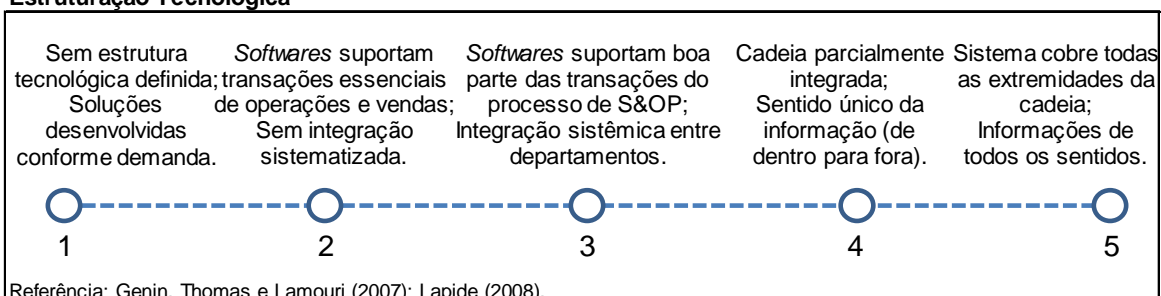 Estruturação Tecnológica
Sem estrutura
tecnológica definida;
Soluções
desenvolvidas
conforme demanda.
Softwares suportam
transações essenciais
de operações e vendas;
Sem integração
sistematizada.
Softwares suportam boa
parte das transações do
processo de S&OP;
Integração sistêmica entre
departamentos.
Cadeia parcialmente
integrada;
Sentido único da
informação (de
dentro para fora).
Sistema cobre todas
as extremidades da
cadeia;
Informações de
todos os sentidos.
1 2 3 4 5
Referência: Genin, Thomas e Lamouri (2007); Lapide (2008).